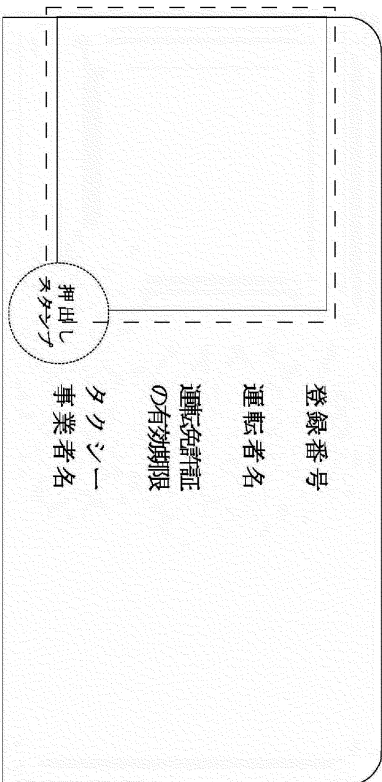 登録番号
運転者名
運転免許証
の有効期限
タクシー
事業者名
押出し
スタンプ